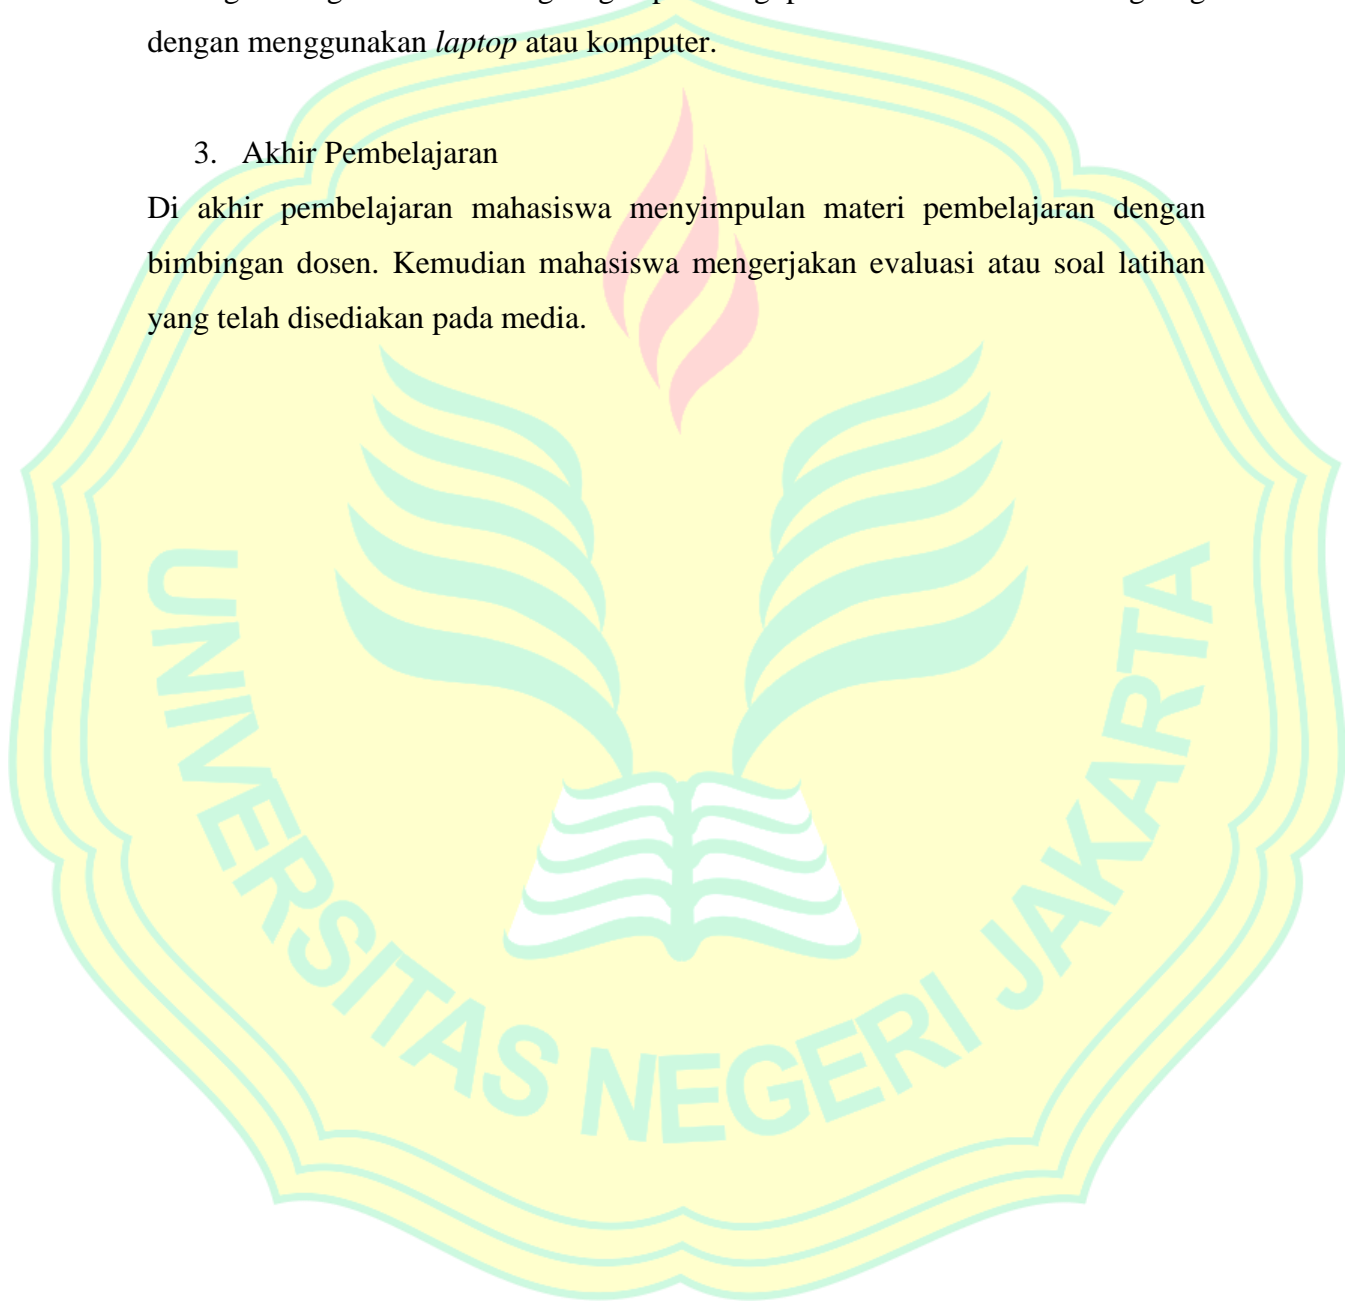 dengan menggunakan laptop atau komputer.
3. Akhir Pembelajaran
Di akhir pembelajaran mahasiswa menyimpulan materi pembelajaran dengan
bimbingan dosen. Kemudian mahasiswa mengerjakan evaluasi atau soal latihan
yang telah disediakan pada media.
UNIVERSITAS NEGERI JAKARTA